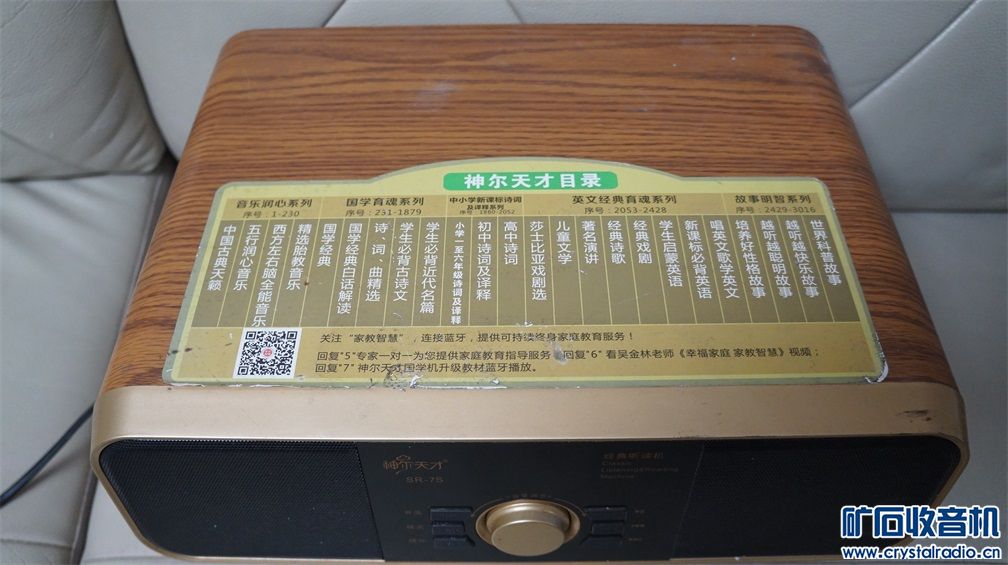 神尔天才目录
音乐润心系列
序号：1-230
国学育魂系列
序号：231-1879
中小学新课标诗词
及译释系列
序号：1880-2052
英文经典育魂系列
序号：2053-2428
故事明智系列
序号：2429-3016
中国古典天籁
五行润心音乐
西方左右脑全能音乐
精选胎教音乐
国学经典
国学经典白话解读
诗、词、曲精选
学生必背古诗文
学生必背近代名篇
小学一至六年级诗词及译释
初中诗词及译释
高中诗词
莎士比亚戏剧选
儿童文学
著名演讲
经典诗歌
经典戏剧
学生启蒙英语
新课标必背英语
唱英文歌学英文
培养好性格故事
越听越聪明故事
越听越快乐故事
世界科普故事
关注"家教智慧"，连接蓝牙，提供可持续终身家庭教育服务！
回复"5"专家一对一为您提供家庭教育指导服务；回复"6"看吴金林老师《幸福家庭 家教智慧》视频；
回复"7"神尔天才国学机升级教材蓝牙播放。
神尔天才
SR-7S
经典听读机
Classic
Listening&Reading
Machine
矿石收音机
www.crystalradio.cn